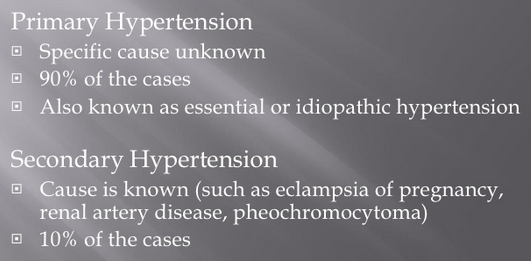 Primary Hypertension
Specific cause unknown
90% of the cases
Also known as essential or idiopathic hypertension
Secondary Hypertension
Cause is known (such as eclampsia of pregnancy,
renal artery disease, pheochromocytoma)
10% of the cases